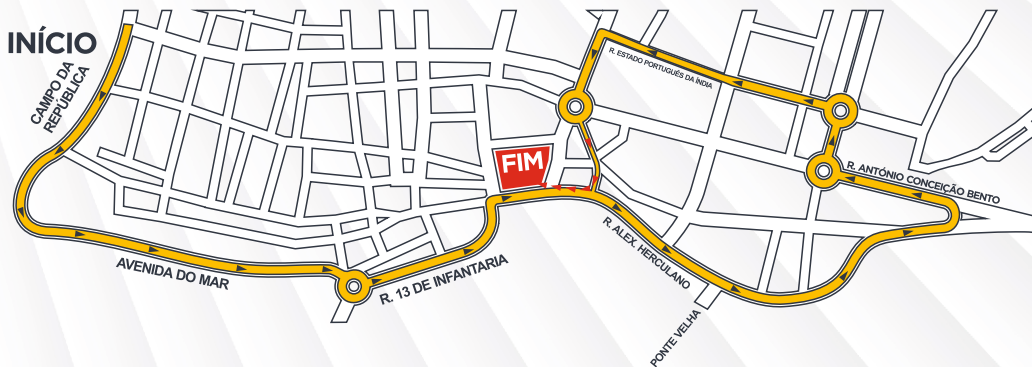 INÍCIO
CAMPO DA
REPÚBLICA
AVENIDA DO MAR
R. 13 DE INFANTARIA
FIM
R. ESTADO PORTUGUÊS DA ÍNDIA
R. ALEX. HERCULANO
PONTE VELHA
R. ANTÓNIO CONCEIÇÃO BENTO